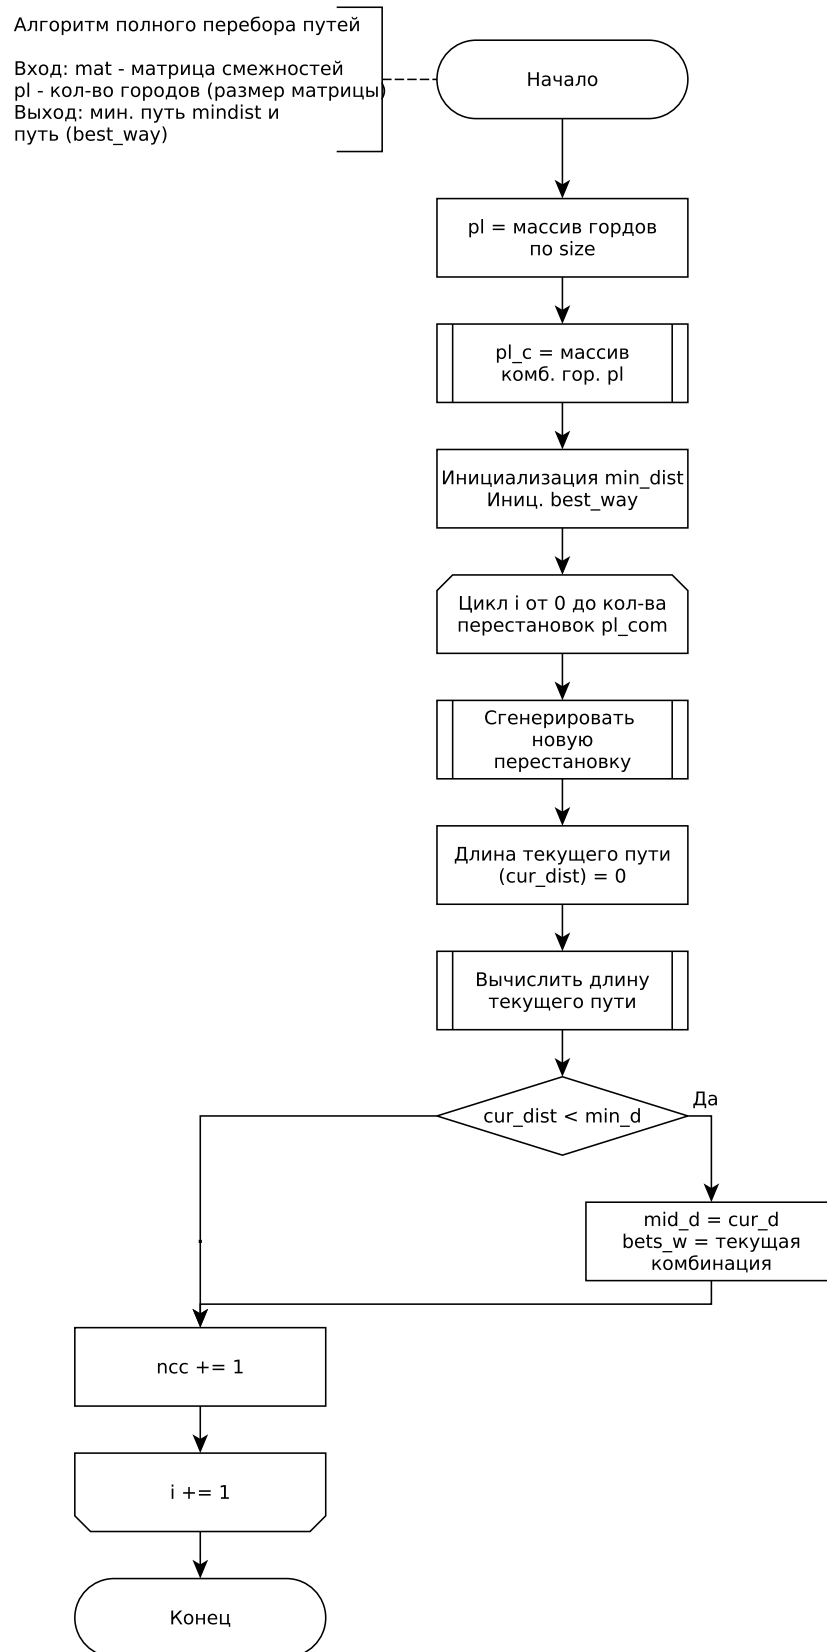 Алгоритм полного перебора путей
Вход: mat - матрица смежностей
pl - кол-во городов (размер матрицы)
Выход: мин. путь mindist и
путь (best_way)
Начало
pl = массив гордов
по size
pl_c = массив
комб. гор. pl
Инициализация min_dist
Иниц. best_way
Цикл i от 0 до кол-ва
перестановок pl_com
Сгенерировать
новую
перестановку
Длина текущего пути
(cur_dist) = 0
Вычислить длину
текущего пути
cur_dist < min_d
Да
mid_d = cur_d
bets_w = текущая
комбинация
ncc += 1
i += 1
Конец